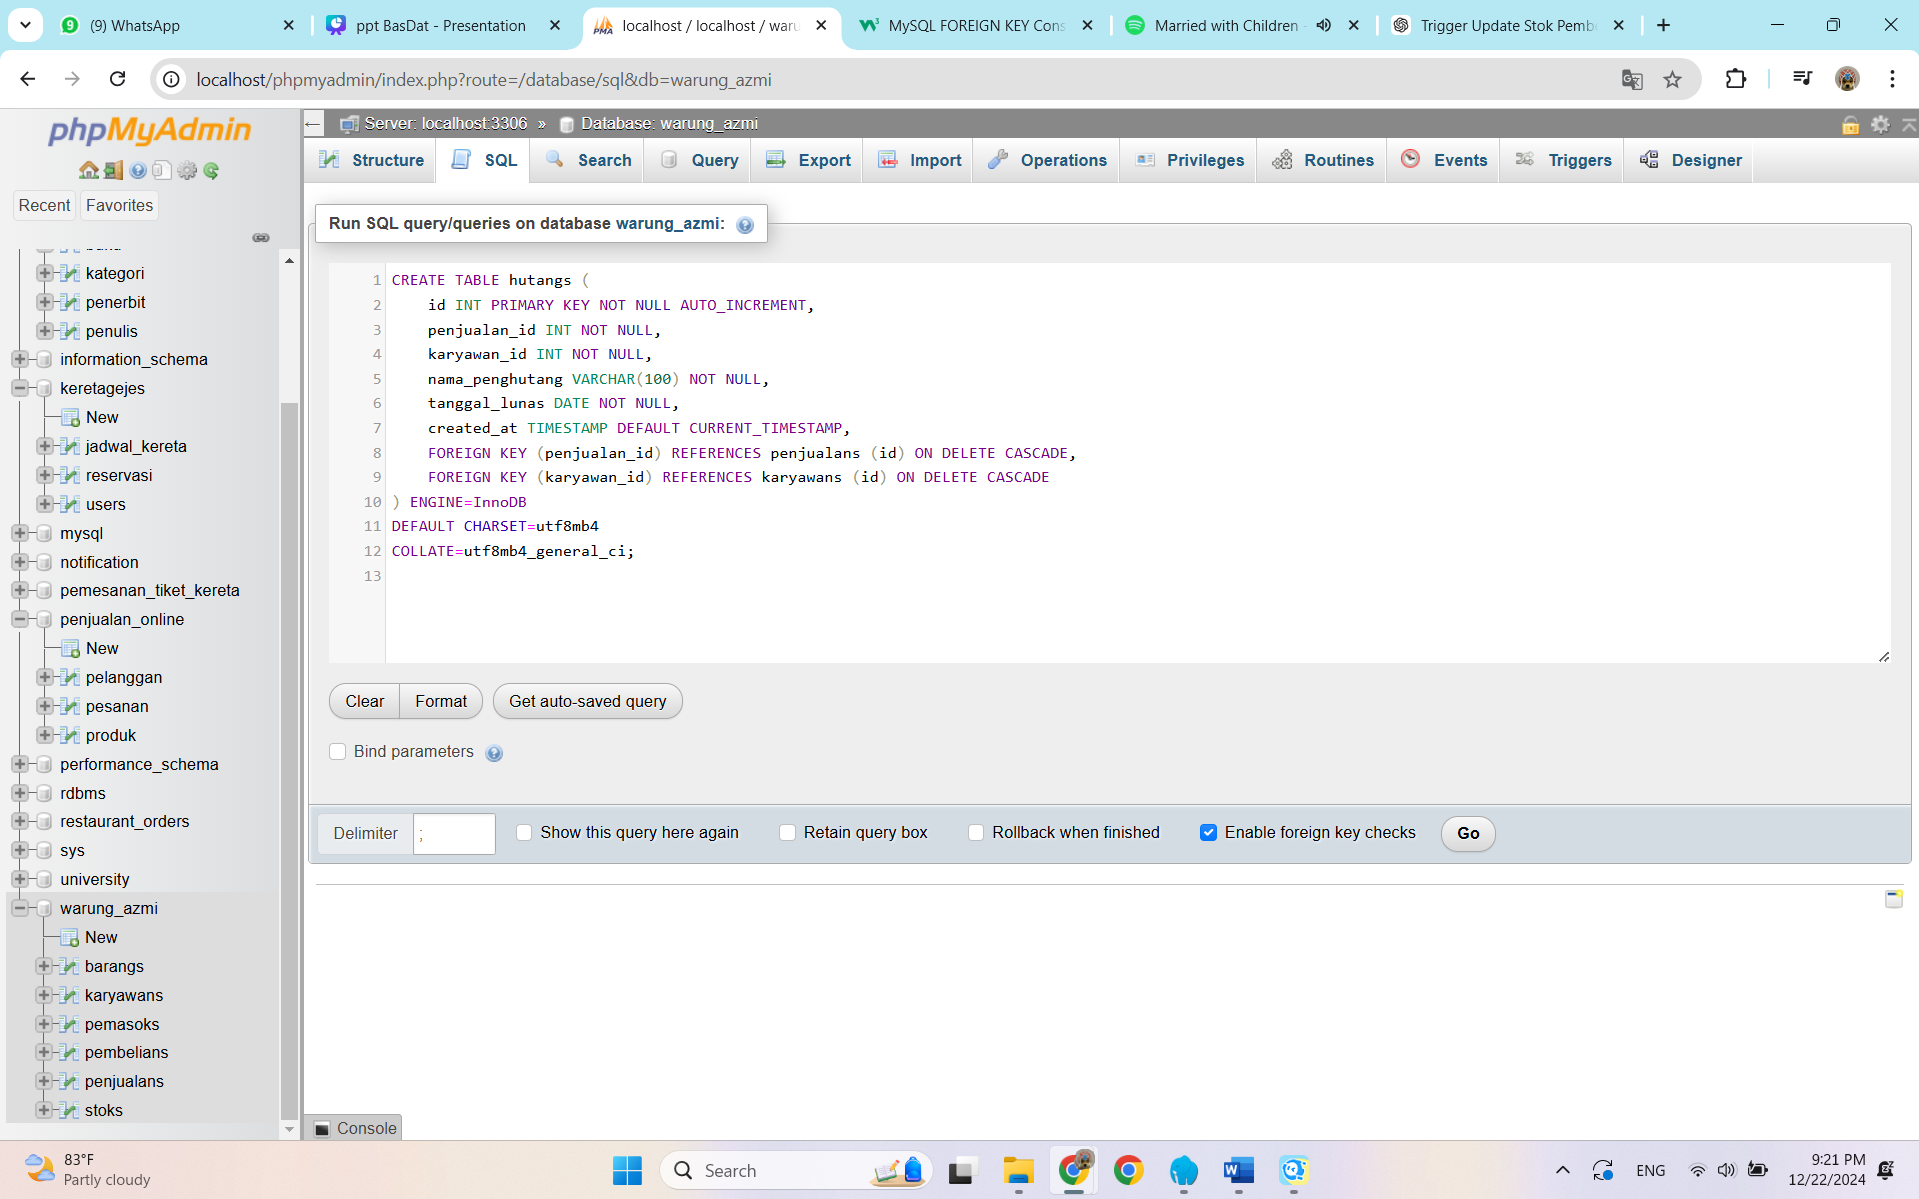 (9) WhatsApp
ppt BasDat - Presentation
localhost / localhost / waru
MySQL FOREIGN KEY Cons
Married with Children -
Trigger Update Stok Pemb
localhost/phpmyadmin/index.php?route=/database/sql&db=warung_azmi
phpMyAdmin
Recent
Favorites
kategori
penerbit
penulis
information_schema
keretagejes
New
jadwal_kereta
reservasi
users
mysql
notification
pemesanan_tiket_kereta
penjualan_online
New
pelanggan
pesanan
produk
performance_schema
rdbms
restaurant_orders
sys
university
warung_azmi
New
barangs
karyawans
pemasoks
pembelians
penjualans
stoks
Server: localhost:3306 » Database: warung_azmi
Structure SQL Search Query Export Import Operations Privileges Routines Events Triggers Designer
Run SQL query/queries on database warung_azmi:
1 CREATE TABLE hutangs (
2 id INT PRIMARY KEY NOT NULL AUTO_INCREMENT,
3 penjualan_id INT NOT NULL,
4 karyawan_id INT NOT NULL,
5 nama_penghutang VARCHAR(100) NOT NULL,
6 tanggal_lunas DATE NOT NULL,
7 created_at TIMESTAMP DEFAULT CURRENT_TIMESTAMP,
8 FOREIGN KEY (penjualan_id) REFERENCES penjualans (id) ON DELETE CASCADE,
9 FOREIGN KEY (karyawan_id) REFERENCES karyawans (id) ON DELETE CASCADE
10 ) ENGINE=InnoDB
11 DEFAULT CHARSET=utf8mb4
12 COLLATE=utf8mb4_general_ci;
13
Clear Format Get auto-saved query
Bind parameters
Delimiter ; Show this query here again Retain query box Rollback when finished Enable foreign key checks Go
Console
83°F
Partly cloudy
Search
ENG
9:21 PM
12/22/2024